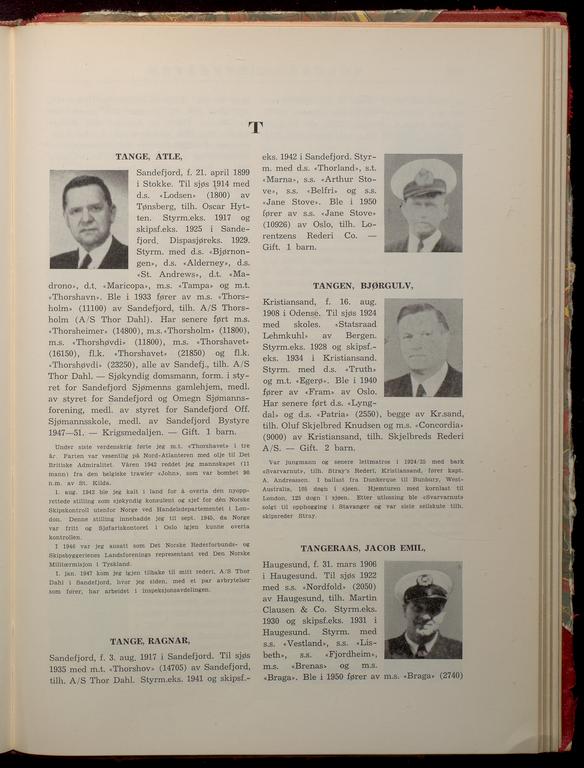 T
TANGE, ATLE,
Sandefjord, f. 21. april 1899
i Stokke. Til sjøs 1914 med
d.s. «Lodsen» (1800) av
Tønsberg, tilh. Oscar Hyt-
ten. Styrm.eks. 1917 og
skipsf.eks. 1925 i Sande-
fjord. Dispasjøreks. 1929.
Styrm. med d.s. «Bjørnon-
gen», d.s. «Alderney», d.s.
«St. Andrews», d.t. «Ma-
drono», d.t. «Maricopa», m.s. «Tampa» og m.t.
«Thorshavn». Ble i 1933 fører av m.s. «Thors-
holm» (11100) av Sandefjord, tilh. A/S Thors-
holm (A/S Thor Dahl). Har senere ført m.s.
«Thorsheimer» (14800), m.s. «Thorsholm» (11800),
m.s. «Thorshøvdi» (11800), m.s. «Thorshavet»
(16150), fl.k. «Thorshavet» (21850) og fl.k.
«Thorshøvdi» (23250), alle av Sandefj., tilh. A/S
Thor Dahl. — Sjøkyndig domsmann, form. i sty-
ret for Sandefjord Sjømenns gamlehjem, medl.
av styret for Sandefjord og Omegn Sjømanns-
forening, medl. av styret for Sandefjord Off.
Sjømannsskole, medl. av Sandefjord Bystyre
1947—51. — Krigsmedaljen. — Gift. 1 barn.
Under siste verdenskrig førte jeg m.t. «Thorshavet» i tre
år. Farten var vesentlig på Nord-Atlanteren med olje til Det
Britiske Admiralitet. Våren 1942 reddet jeg mannskapet (11
mann) fra den belgiske trawler «John», som var bombet 90
n.m. av St. Kilda.
1. aug. 1942 ble jeg kalt i land for å overta den nyopp-
rettede stilling som sjøkyndig konsulent og sjef for den Norske
Skipskontroll utenfor Norge ved Handelsdepartementet i Lon-
don. Denne stilling innehadde jeg til sept. 1945, da Norge
var fritt og Sjøfartskontoret i Oslo igjen kunne overta
kontrollen.
I 1946 var jeg ansatt som Det Norske Rederforbunds- og
Skipsbyggerienes Landsforenings representant ved Den Norske
Militærmisjon i Tyskland.
1. jan. 1947 kom jeg igjen tilbake til mitt rederi, A/S Thor
Dahl i Sandefjord, hvor jeg siden, med et par avbrytelser
som fører, har arbeidet i inspeksjonsavdelingen.
TANGE, RAGNAR,
Sandefjord, f. 3. aug. 1917 i Sandefjord. Til sjøs
1935 med m.t. «Thorshov» (14705) av Sandefjord,
tilh. A/S Thor Dahl. Styrm.eks. 1941 og skipsf.-
eks. 1942 i Sandefjord. Styr-
m. med d.s. «Thorland», s.t.
«Marna», s.s. «Arthur Sto-
ve», s.s. «Belfri» og s.s.
«Jane Stove». Ble i 1950
fører av s.s. «Jane Stove»
(10926) av Oslo, tilh. Lo-
rentzens Rederi Co. —
Gift. 1 barn.
TANGEN, BJØRGULV,
Kristiansand, f. 16. aug.
1908 i Odense. Til sjøs 1924
med skoles. «Statsraad
Lehmkuhl» av Bergen.
Styrm.eks. 1928 og skipsf.-
eks. 1934 i Kristiansand.
Styrm. med d.s. «Truth»
og m.t. «Egerø». Ble i 1940
fører av «Fram» av Oslo.
Har senere ført d.s. «Lyng-
dal» og d.s. «Patria» (2550), begge av Kr.sand,
tilh. Oluf Skjelbred Knudsen og m.s. «Concordia»
(9000) av Kristiansand, tilh. Skjelbreds Rederi
A/S. — Gift. 2 barn.
Var jungmann og senere lettmatros i 1924/25 med bark
«Svarvarnut», tilh. Stray's Rederi, Kristiansand, fører kapt.
A. Andreassen. I ballast fra Dunkerque til Bunbury, West-
Australia, 105 dogn i sjøen. Hjemturen med kornlast til
London, 125 dogn i sjøen. Etter utlossing ble «Svarvarnut»
solgt til opphogging i Stavanger og var siste seilskute tilh.
skipsreder Stray.
TANGERAAS, JACOB EMIL,
Haugesund, f. 31. mars 1906
i Haugesund. Til sjøs 1922
med s.s. «Nordfold» (2050)
av Haugesund, tilh. Martin
Clausen & Co. Styrm.eks.
1930 og skipsf.eks. 1931 i
Haugesund. Styrm. med
s.s. «Vestland», s.s. «Lis-
beth», s.s. «Fjordheim»,
m.s. «Brenas» og m.s.
«Braga». Ble i 1950 fører av m.s. «Braga» (2740)